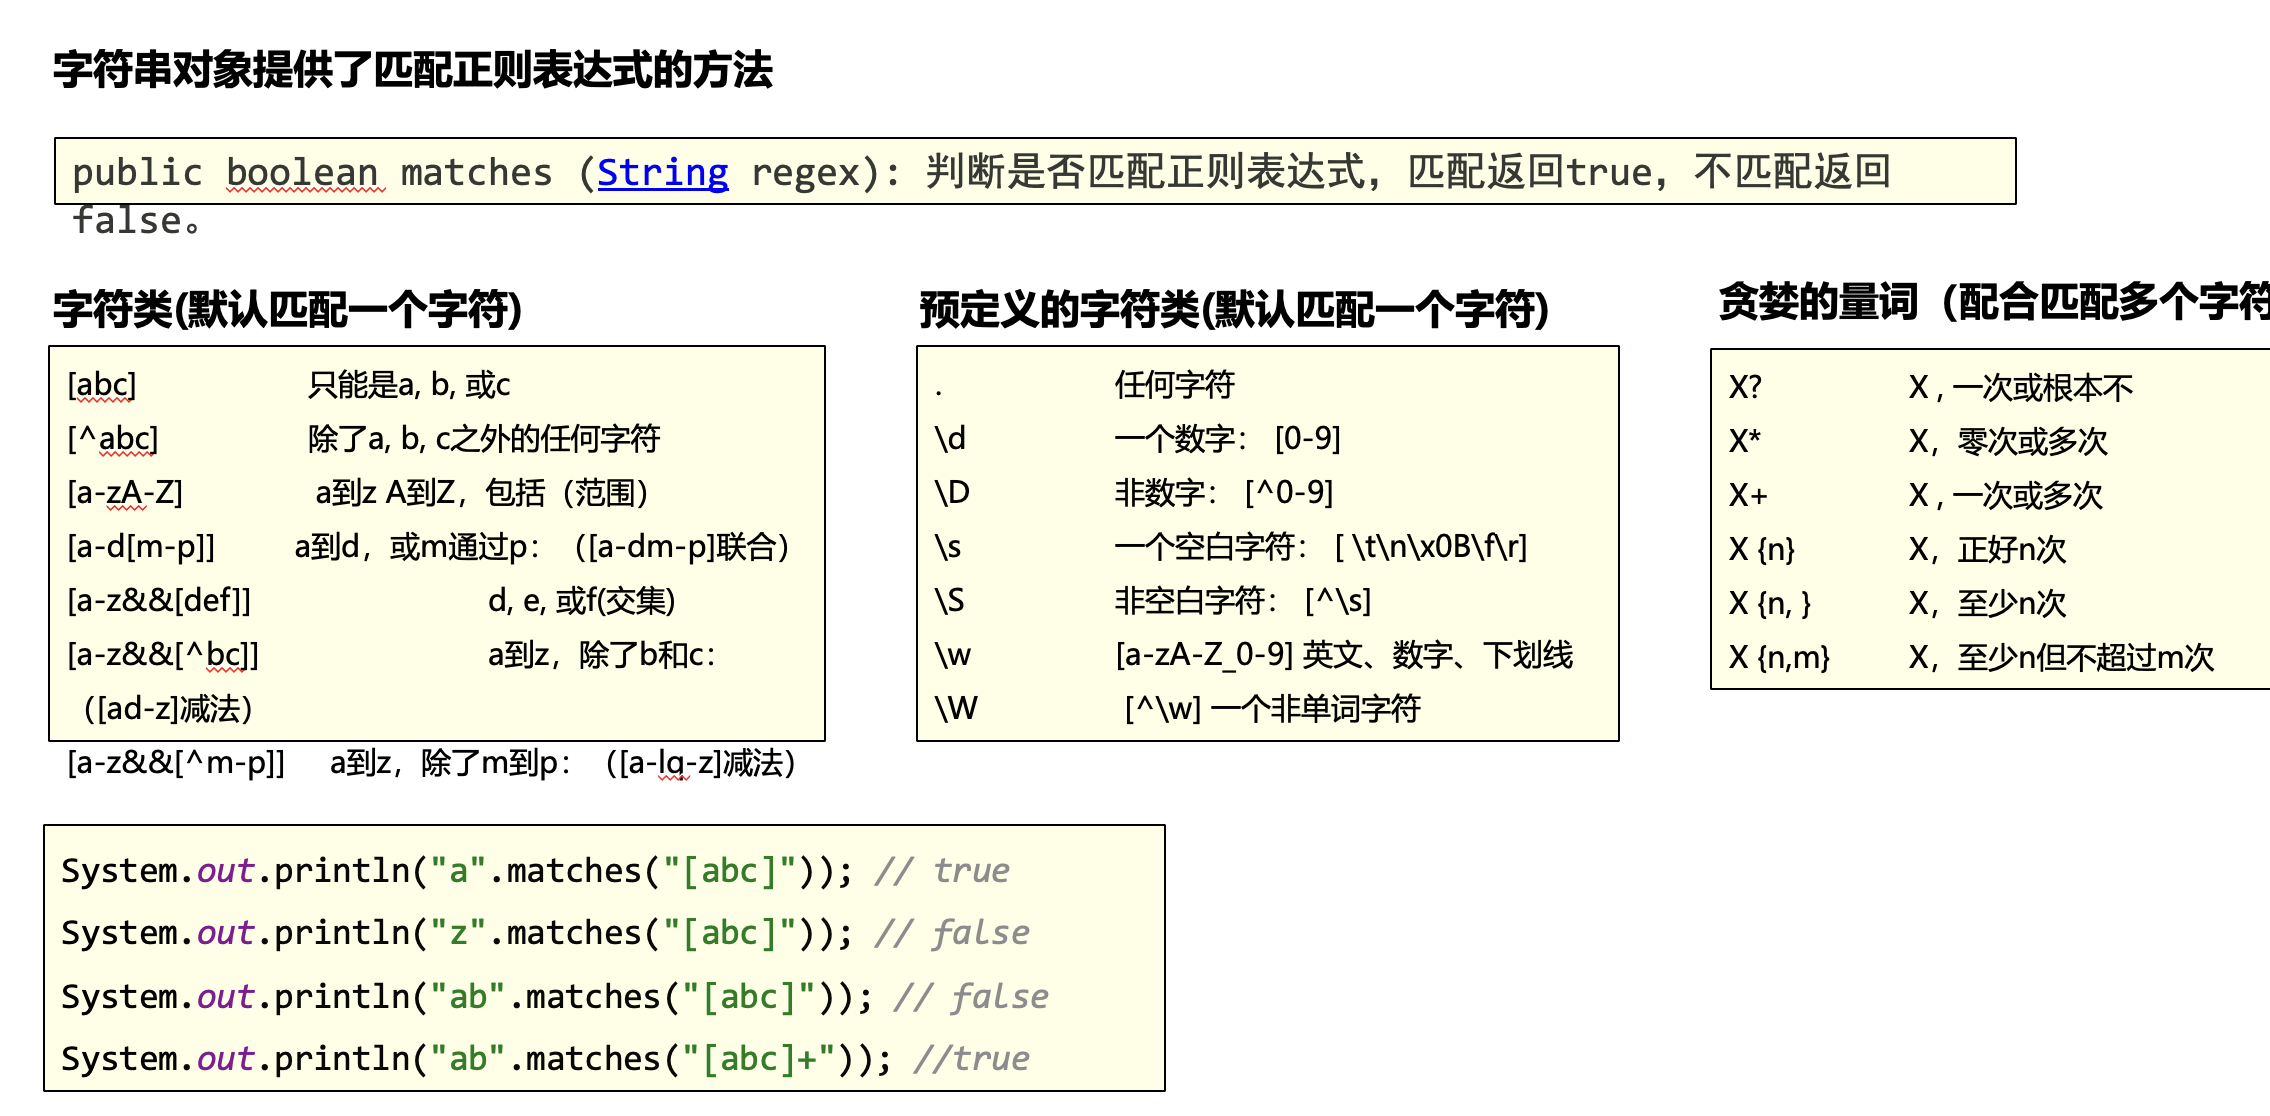 字符串对象提供了匹配正则表达式的方法
public boolean matches (String regex): 判断是否匹配正则表达式，匹配返回true，不匹配返回
false。
字符类(默认匹配一个字符)
[abc] 只能是a, b, 或c
[^abc] 除了a, b, c之外的任何字符
[a-zA-Z] a到z A到Z，包括（范围）
[a-d[m-p]] a到d，或m通过p：（[a-dm-p]联合）
[a-z&&[def]] d, e, 或f(交集)
[a-z&&[^bc]] a到z，除了b和c：
（[ad-z]减法）
[a-z&&[^m-p]] a到z，除了m到p：（[a-lq-z]减法）
预定义的字符类(默认匹配一个字符)
. 任何字符
\d 一个数字： [0-9]
\D 非数字： [^0-9]
\s 一个空白字符： [ \t\n\x0B\f\r]
\S 非空白字符： [^\s]
\w [a-zA-Z_0-9] 英文、数字、下划线
\W [^\w] 一个非单词字符
贪婪的量词（配合匹配多个字符
X? X , 一次或根本不
X* X，零次或多次
X+ X , 一次或多次
X {n} X，正好n次
X {n, } X，至少n次
X {n,m} X，至少n但不超过m次
System.out.println("a".matches("[abc]")); // true
System.out.println("z".matches("[abc]")); // false
System.out.println("ab".matches("[abc]")); // false
System.out.println("ab".matches("[abc]+")); //true